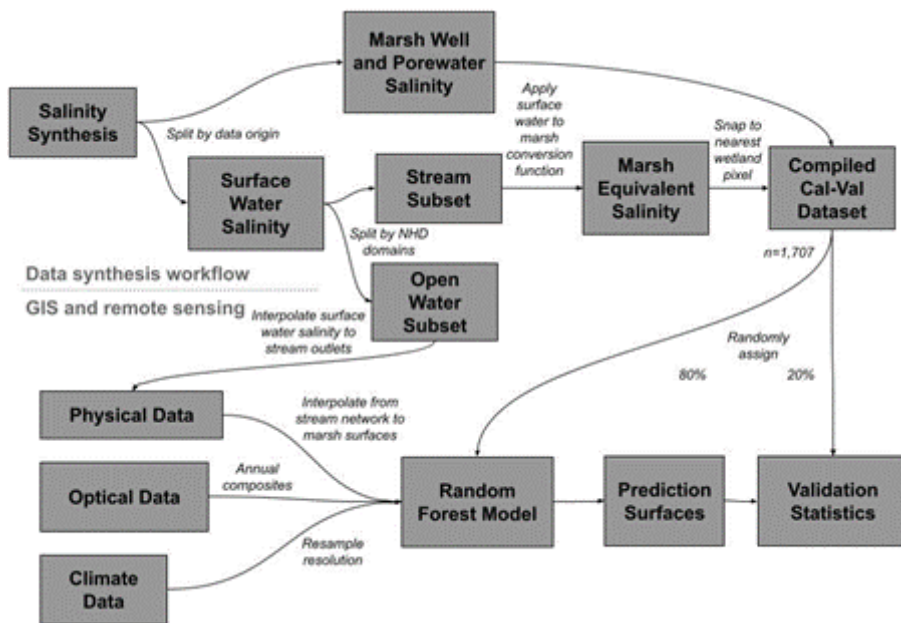 Marsh Well
and Porewater
Salinity
Salinity
Synthesis
Split by data origin
Apply
surface
water to
marsh
conversion
function
Snap to
nearest
wetland
pixel
Surface
Water
Salinity
Stream
Subset
Marsh
Equivalent
Salinity
Compiled
Cal-Val
Dataset
Split by NHD
domains
n=1,707
Data synthesis workflow
GIS and remote sensing
Open
Water
Subset
Interpolate surface
water salinity to
stream outlets
Randomly
assign
80%
20%
Physical Data
Interpolate from
stream network to
marsh surfaces
Optical Data
Annual
composites
Random
Forest Model
Prediction
Surfaces
Validation
Statistics
Resample
resolution
Climate
Data